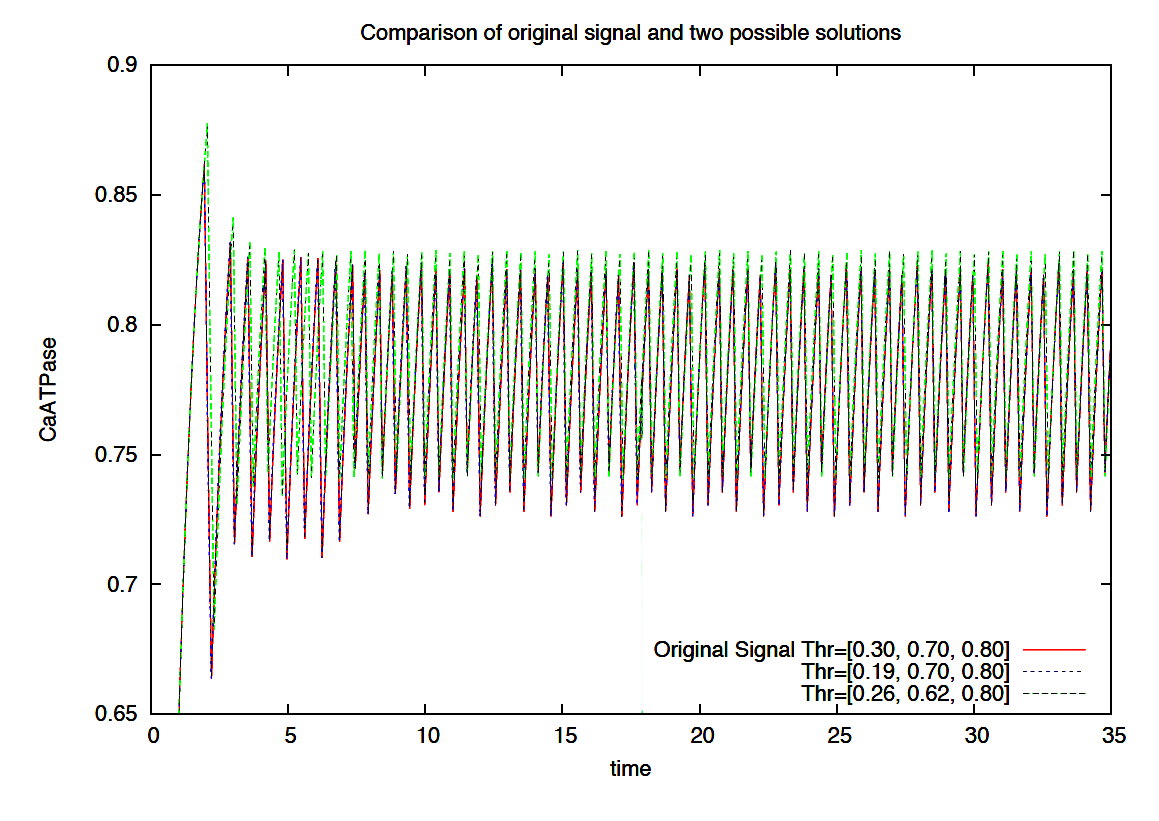 Comparison of original signal and two possible solutions
0.9
0.85
0.8
0.75
0.7
0.65
CaATPase
Original Signal Thr=[0.30, 0.70, 0.80]
Thr=[0.19, 0.70, 0.80]
Thr=[0.26, 0.62, 0.80]
0 5 10 15 20 25 30 35
time